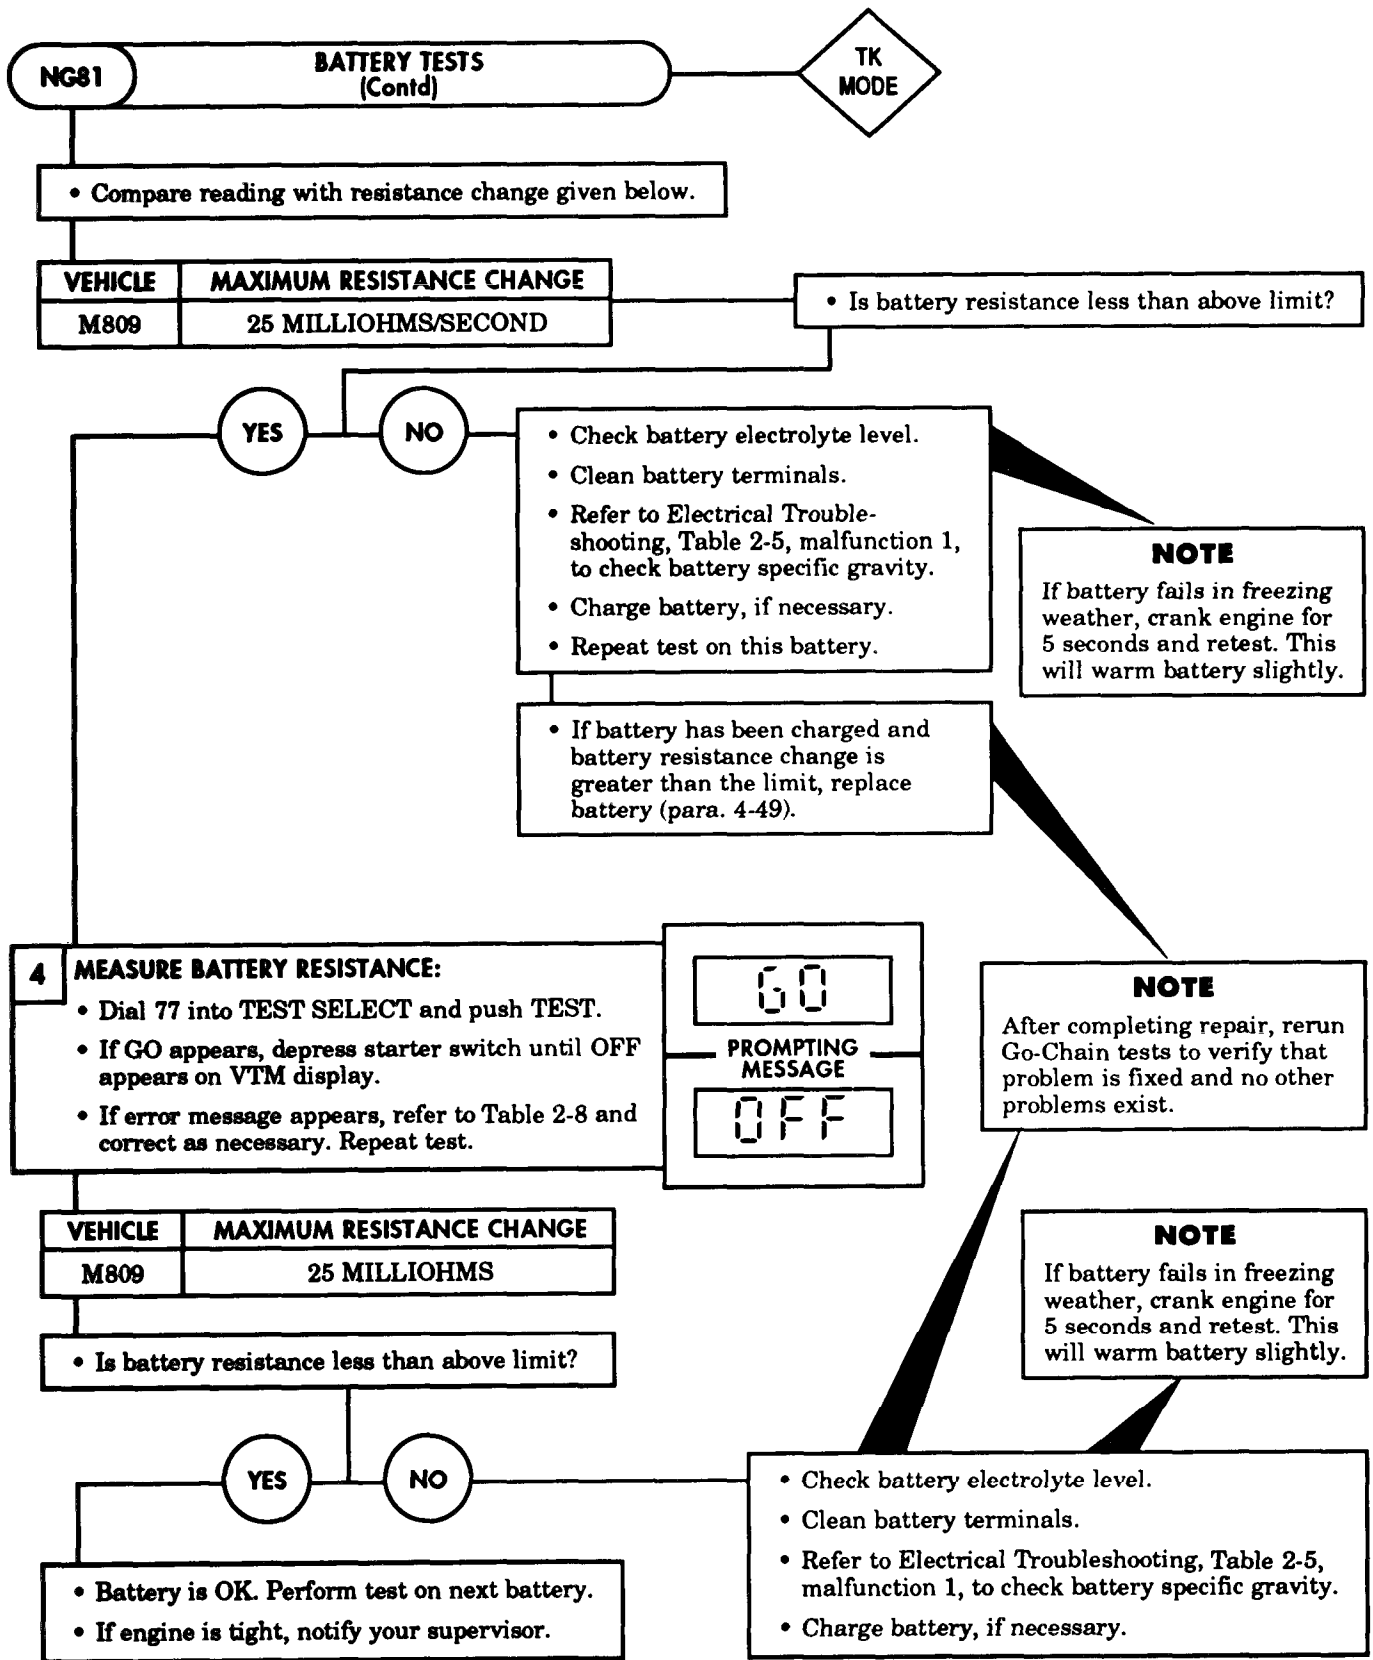 NG81
BATTERY TESTS
(Contd)
TK
MODE
• Compare reading with resistance change given below.
VEHICLE MAXIMUM RESISTANCE CHANGE
M809 25 MILLIOHMS/SECOND
• Is battery resistance less than above limit?
YES
NO
• Check battery electrolyte level.
• Clean battery terminals.
• Refer to Electrical Trouble-
shooting, Table 2-5, malfunction 1,
to check battery specific gravity.
• Charge battery, if necessary.
• Repeat test on this battery.
NOTE
If battery fails in freezing
weather, crank engine for
5 seconds and retest. This
will warm battery slightly.
• If battery has been charged and
battery resistance change is
greater than the limit, replace
battery (para. 4-49).
4 MEASURE BATTERY RESISTANCE:
• Dial 77 into TEST SELECT and push TEST.
• If GO appears, depress starter switch until OFF
appears on VTM display.
• If error message appears, refer to Table 2-8 and
correct as necessary. Repeat test.
GO
PROMPTING
MESSAGE
OFF
NOTE
After completing repair, rerun
Go-Chain tests to verify that
problem is fixed and no other
problems exist.
VEHICLE MAXIMUM RESISTANCE CHANGE
M809 25 MILLIOHMS
• Is battery resistance less than above limit?
NOTE
If battery fails in freezing
weather, crank engine for
5 seconds and retest. This
will warm battery slightly.
YES
NO
• Battery is OK. Perform test on next battery.
• If engine is tight, notify your supervisor.
• Check battery electrolyte level.
• Clean battery terminals.
• Refer to Electrical Troubleshooting, Table 2-5,
malfunction 1, to check battery specific gravity.
• Charge battery, if necessary.